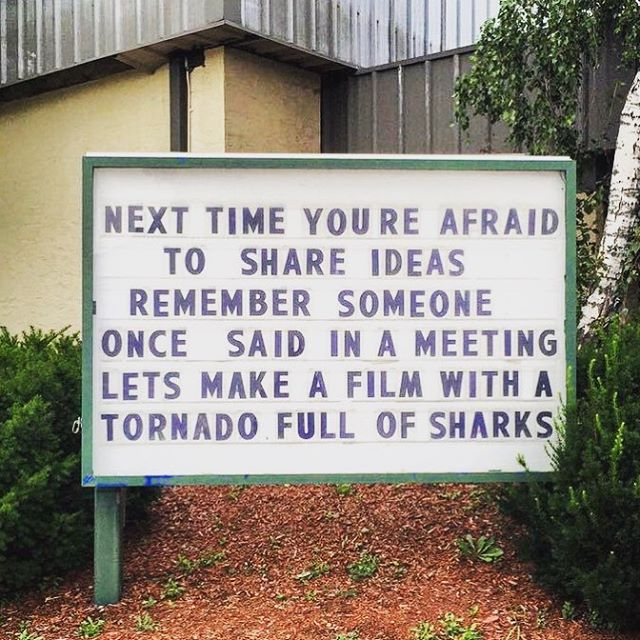 NEXT TIME YOURE AFRAID
TO SHARE IDEAS
REMEMBER SOMEONE
ONCE SAID IN A MEETING
LETS MAKE A FILM WITH A
TORNADO FULL OF SHARKS